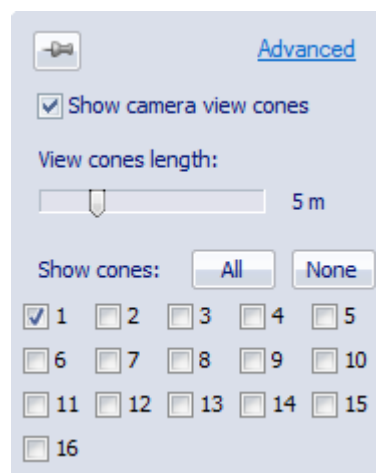 Advanced
Show camera view cones
View cones length:
5 m
Show cones: All None
1 2 3 4 5
6 7 8 9 10
11 12 13 14 15
16